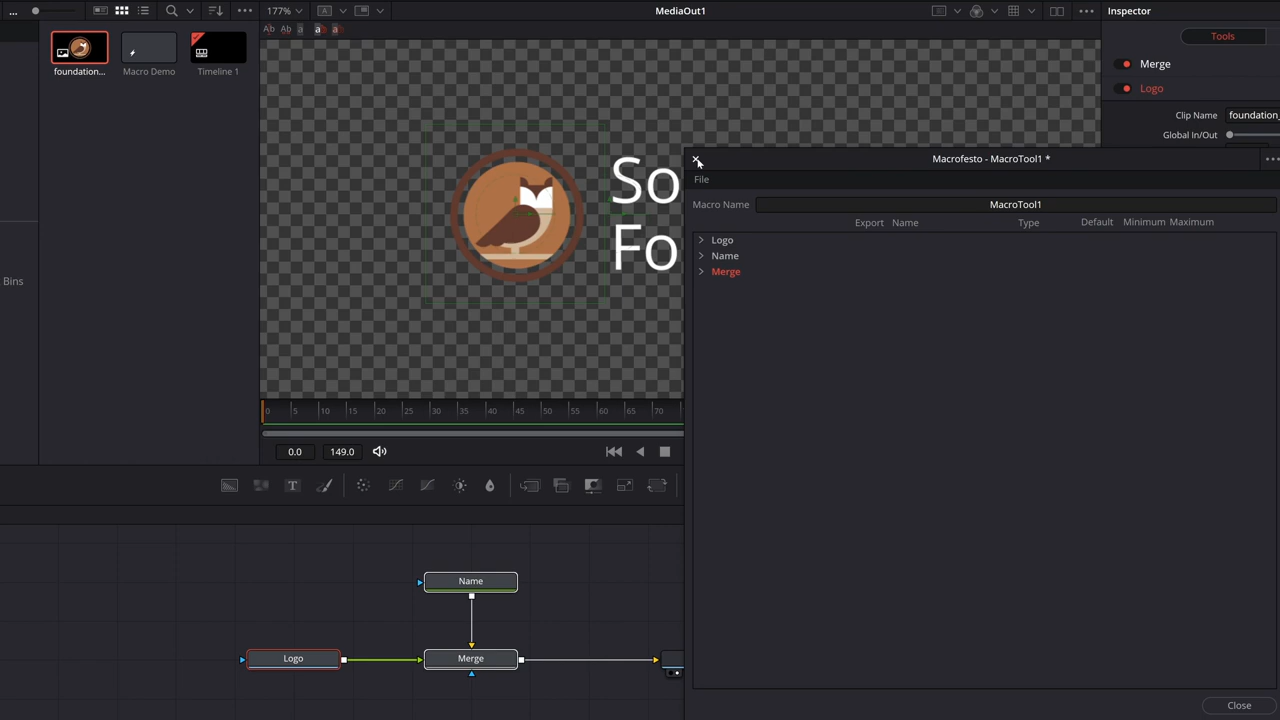 ...
177%
MediaOut1
...
Inspector
Ab Ab a a a
foundation...
Macro Demo
Timeline 1
Tools
Merge
Logo
Clip Name
foundation_
Global In/Out
So
Fo
Bins
Macrofesto - MacroTool1 *
File
Macro Name
MacroTool1
Export Name Type Default Minimum Maximum
Logo
Name
Merge
0 5 10 15 20 25 30 35 40 45 50 55 60 65 70
0.0 149.0
T
Name
Logo
Merge
Close